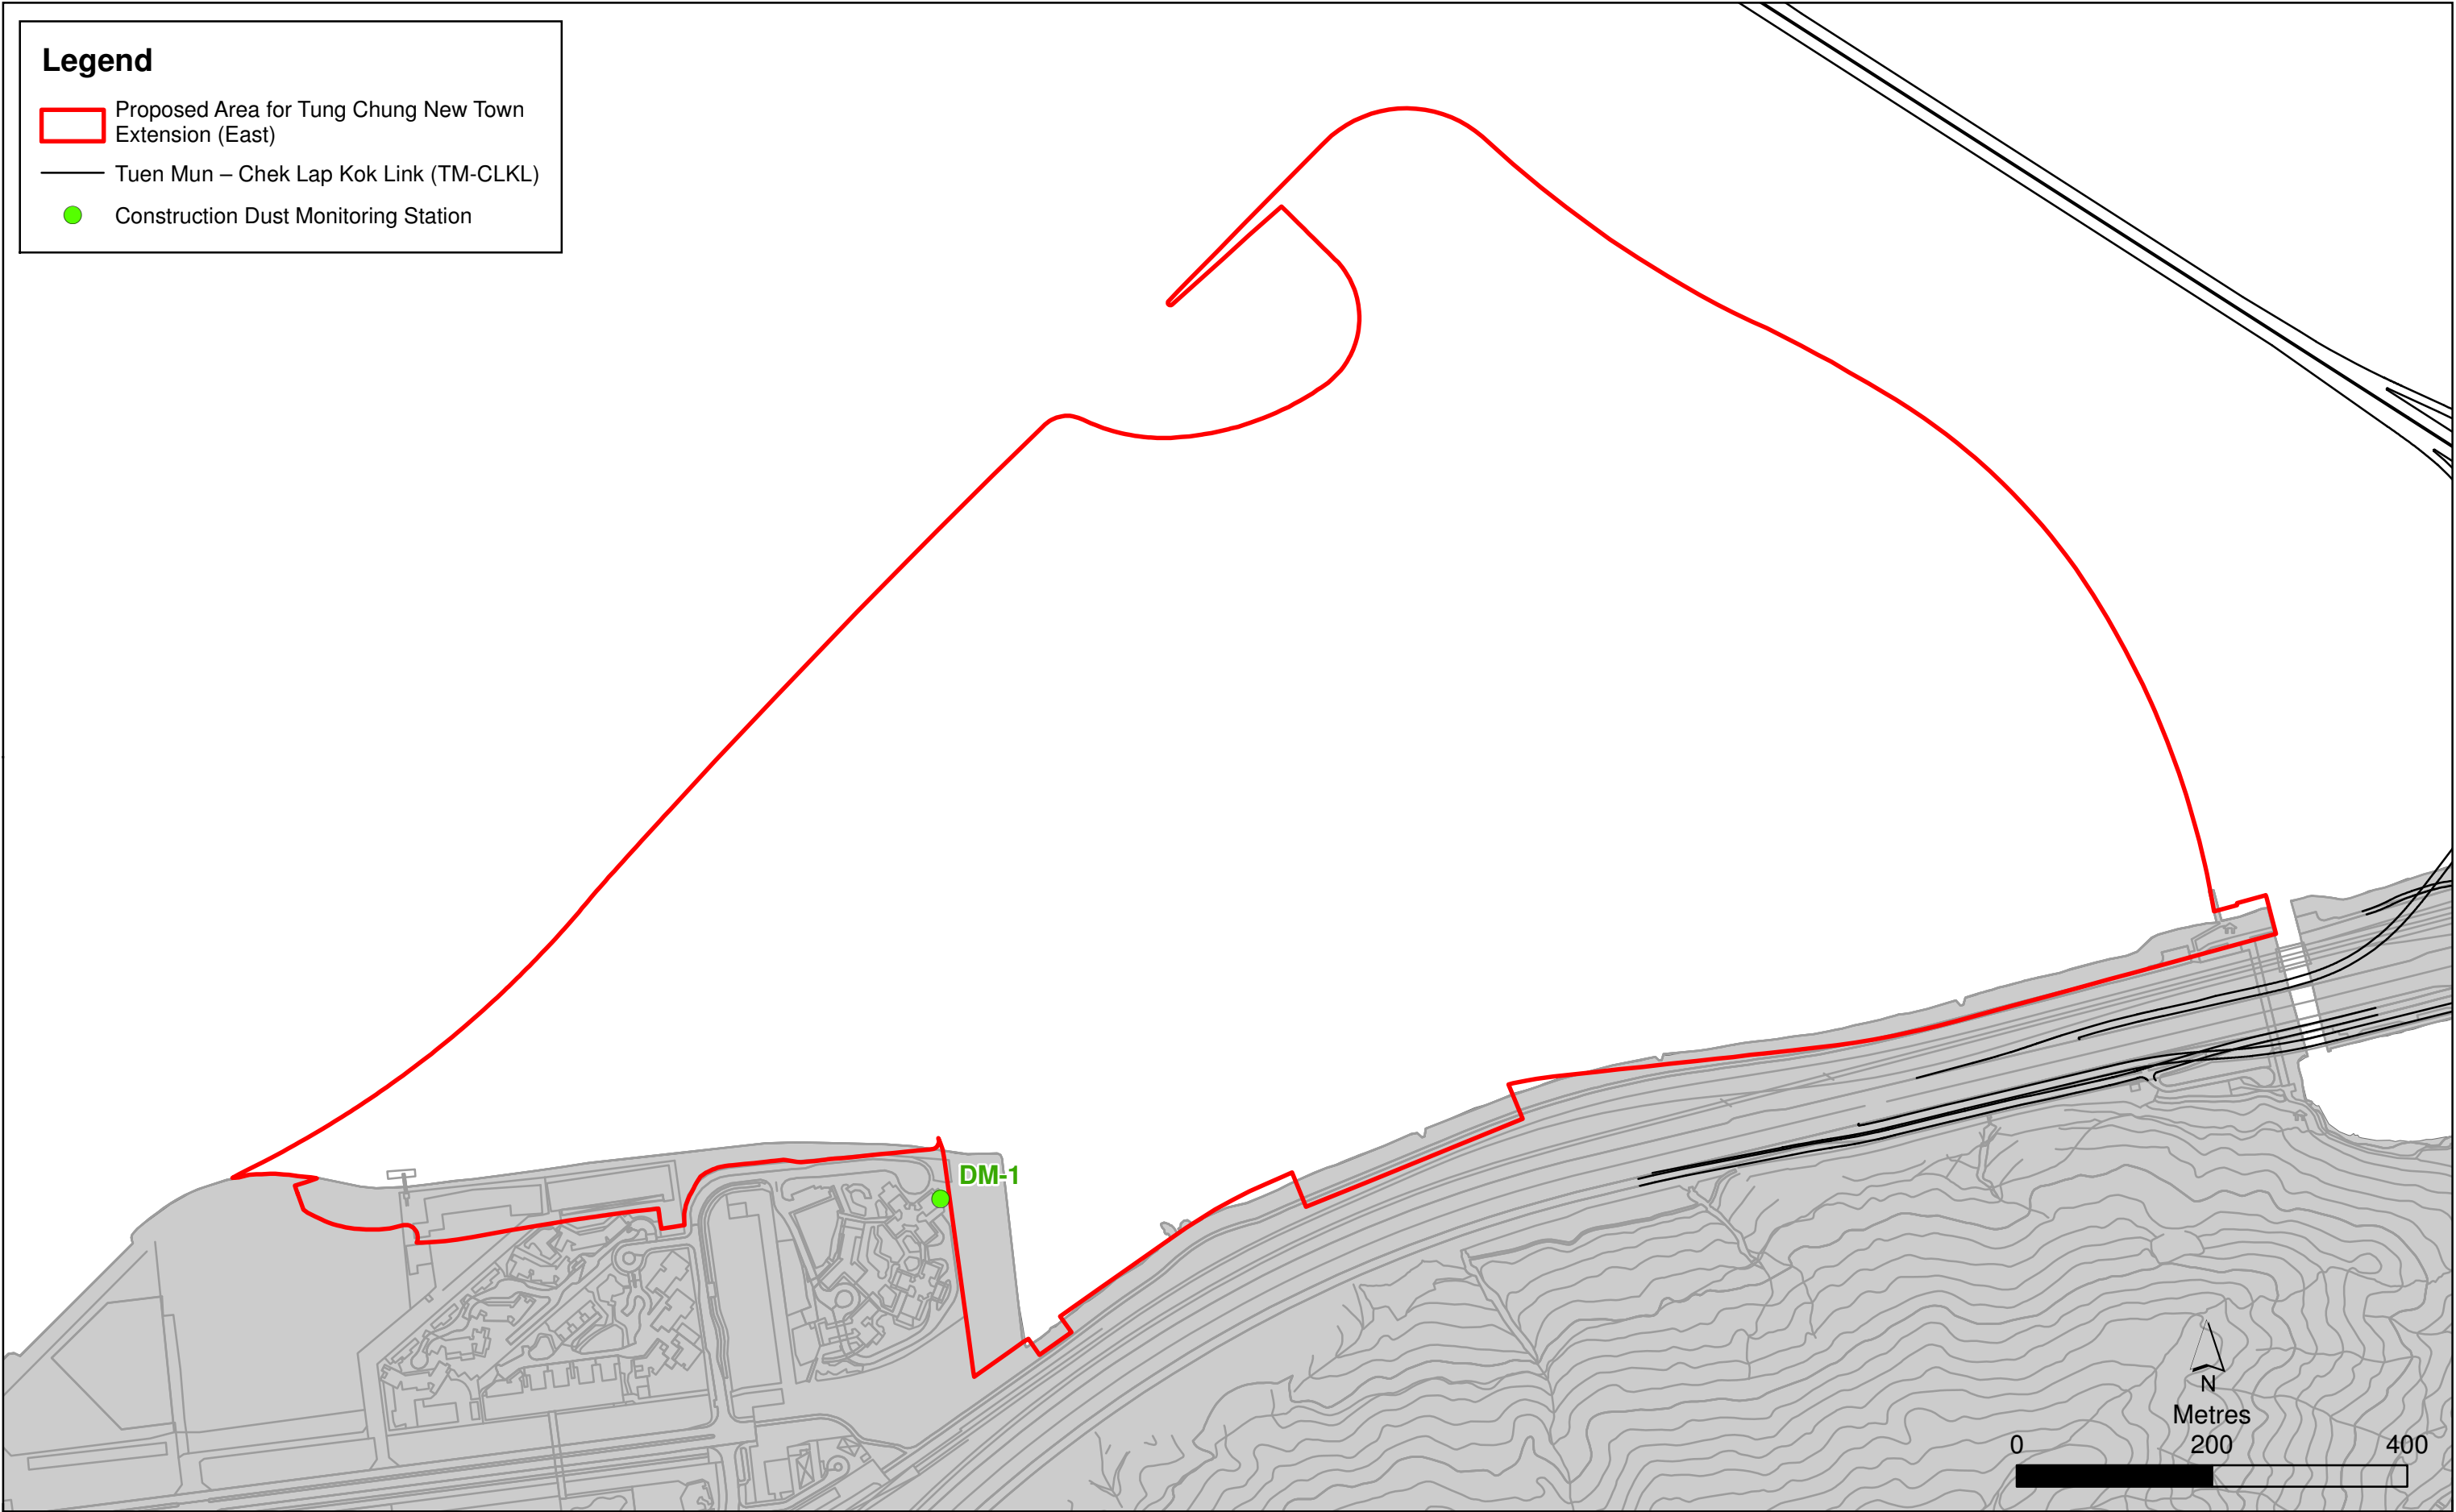 Legend
Proposed Area for Tung Chung New Town
Extension (East)
Tuen Mun – Chek Lap Kok Link (TM-CLKL)
Construction Dust Monitoring Station
DM-1
N
Metres
0 200 400